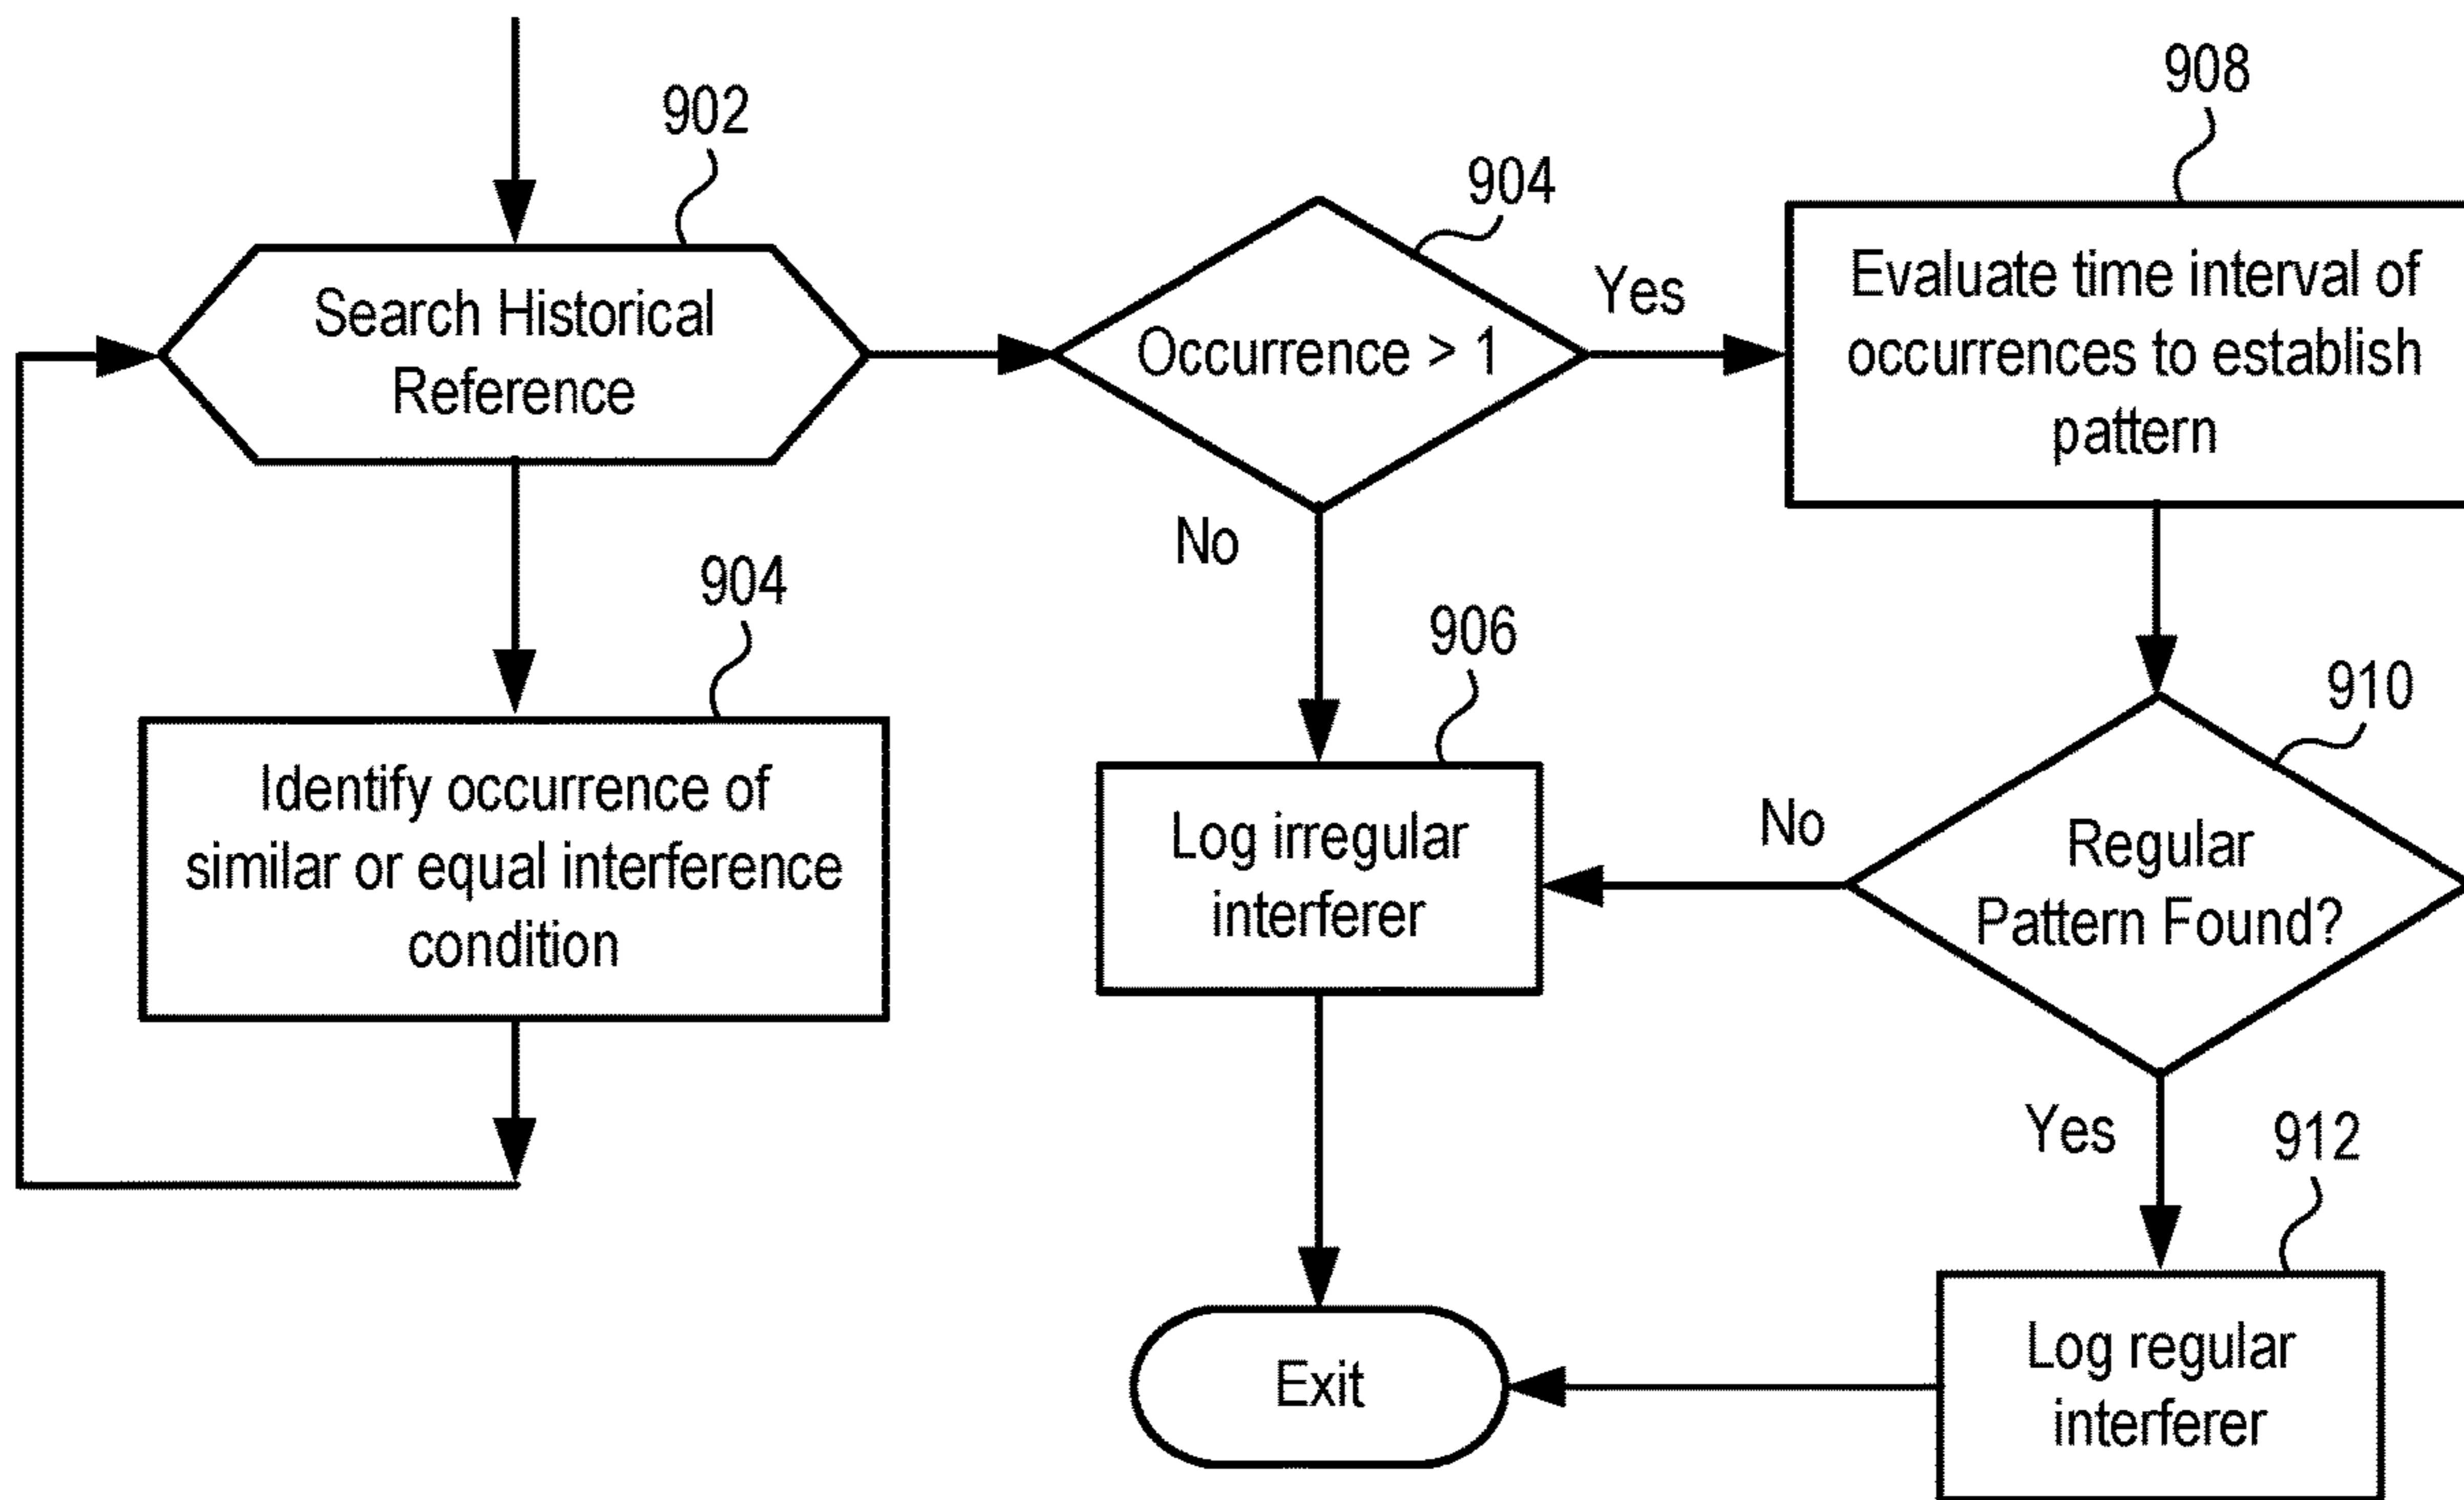 902
Search Historical
Reference
904
Identify occurrence of
similar or equal interference
condition
904
Occurrence > 1
Yes
No
906
Log irregular
interferer
908
Evaluate time interval of
occurrences to establish
pattern
910
Regular
Pattern Found?
No
Yes
912
Log regular
interferer
Exit